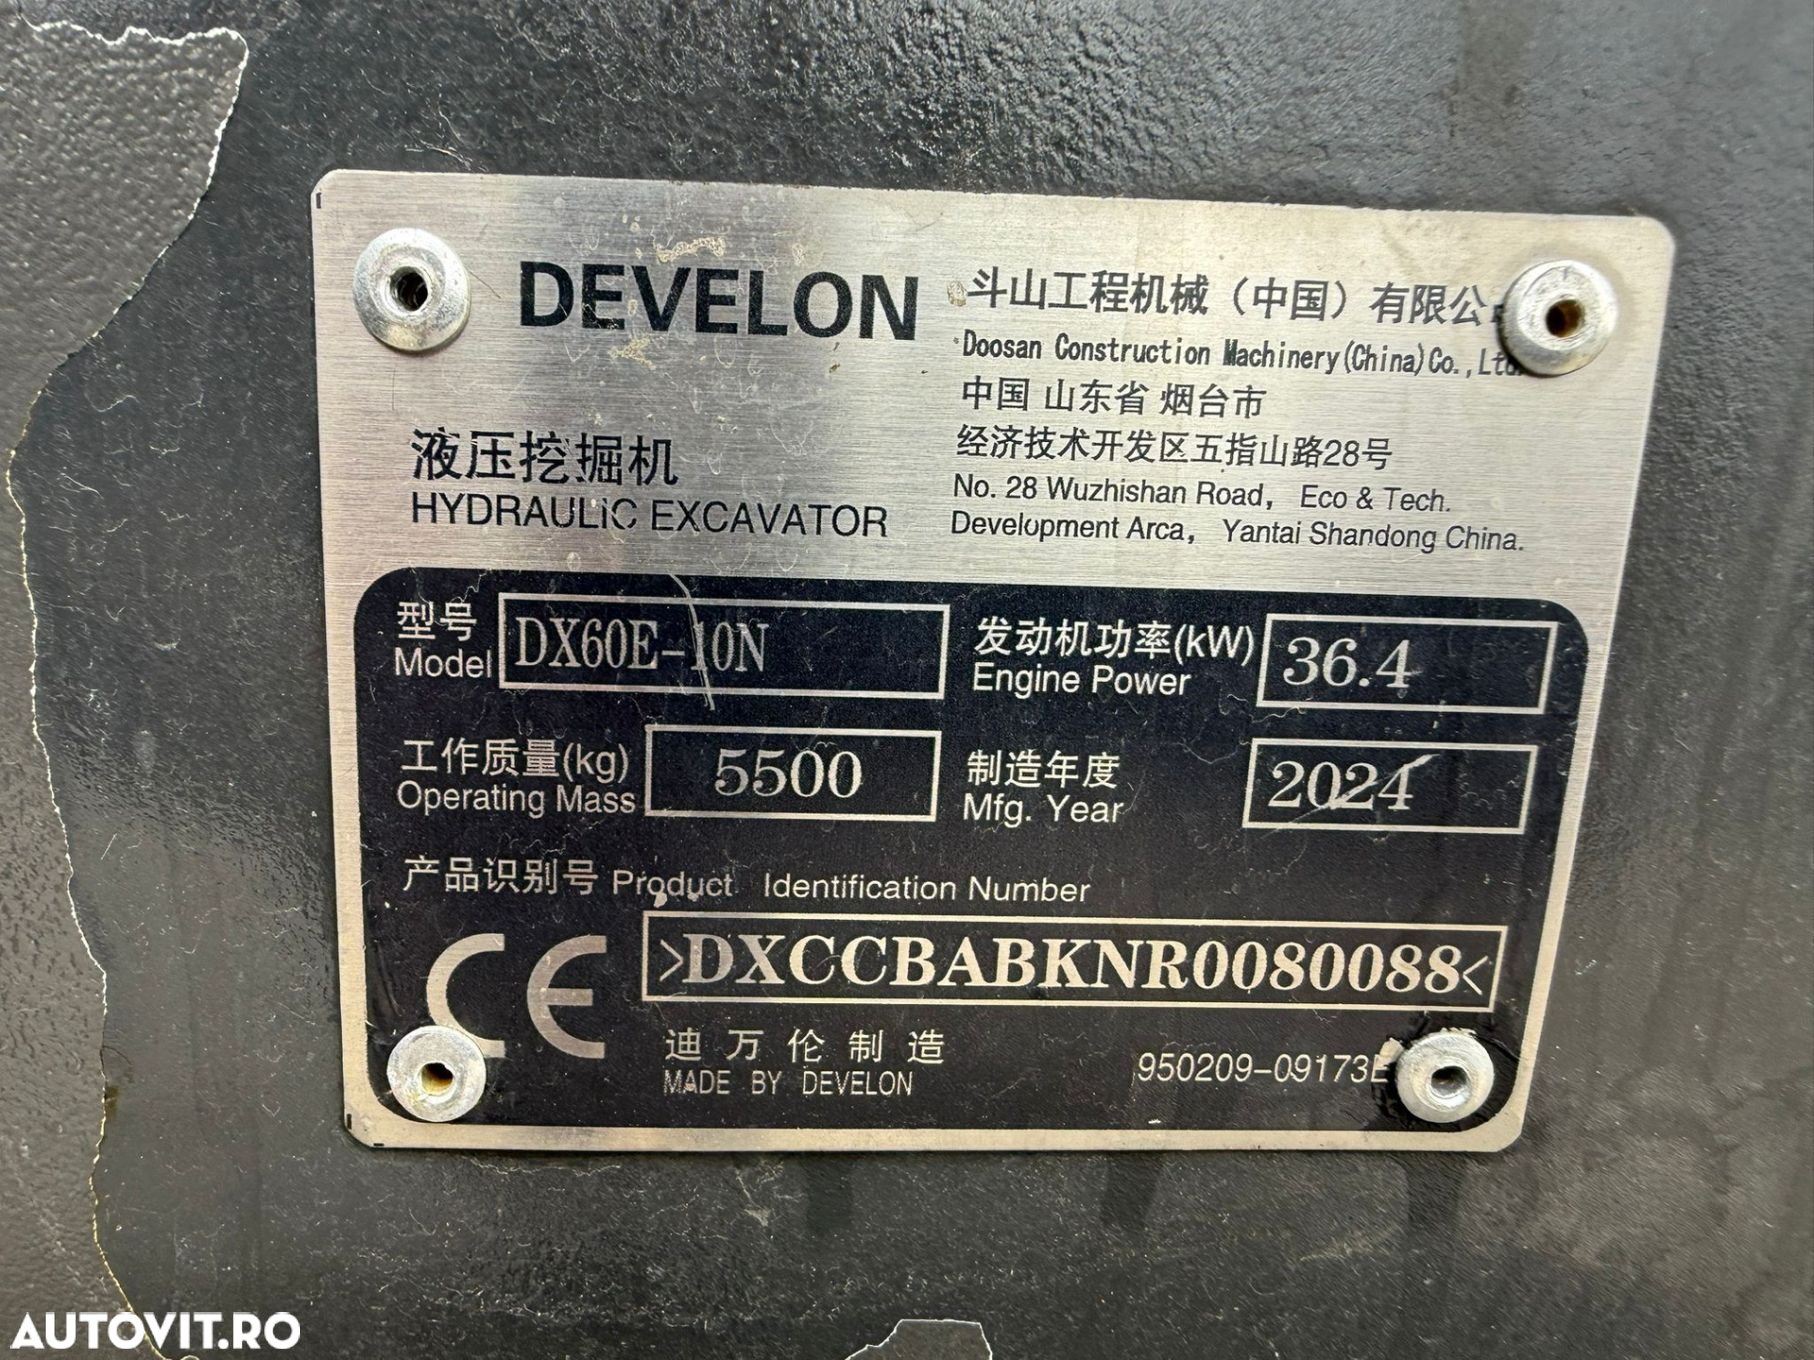 DEVELON
斗山工程机械（中国）有限公
Doosan Construction Machinery(China)Co.,Ltd.
中国 山东省 烟台市
经济技术开发区五指山路28号
No. 28 Wuzhishan Road, Eco & Tech.
Development Arca, Yantai Shandong China.
液压挖掘机
HYDRAULIC EXCAVATOR
型号
Model
DX60E-10N
发动机功率(kW)
Engine Power
36.4
工作质量(kg)
Operating Mass
5500
制造年度
Mfg. Year
2024
产品识别号 Product Identification Number
>DXCCBABKNR0080088<
CE
迪万伦制造
MADE BY DEVELON
950209-09173E
AUTOVIT.RO